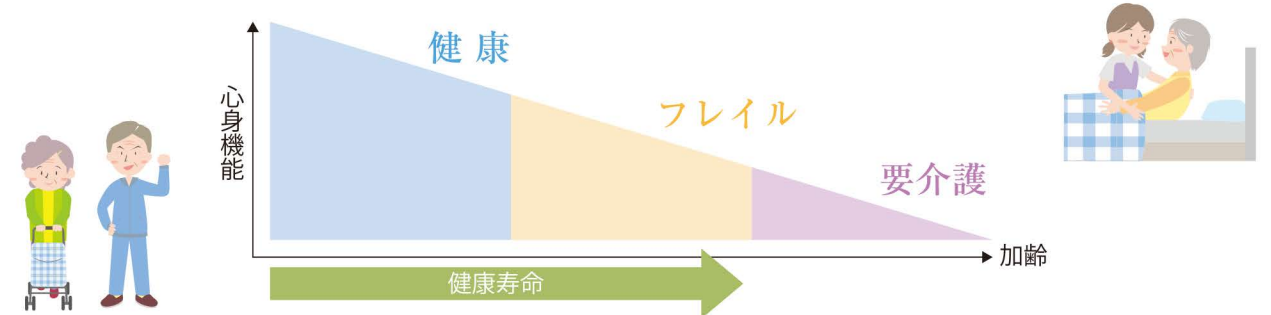 健康
フレイル
要介護
心身機能
加齢
健康寿命